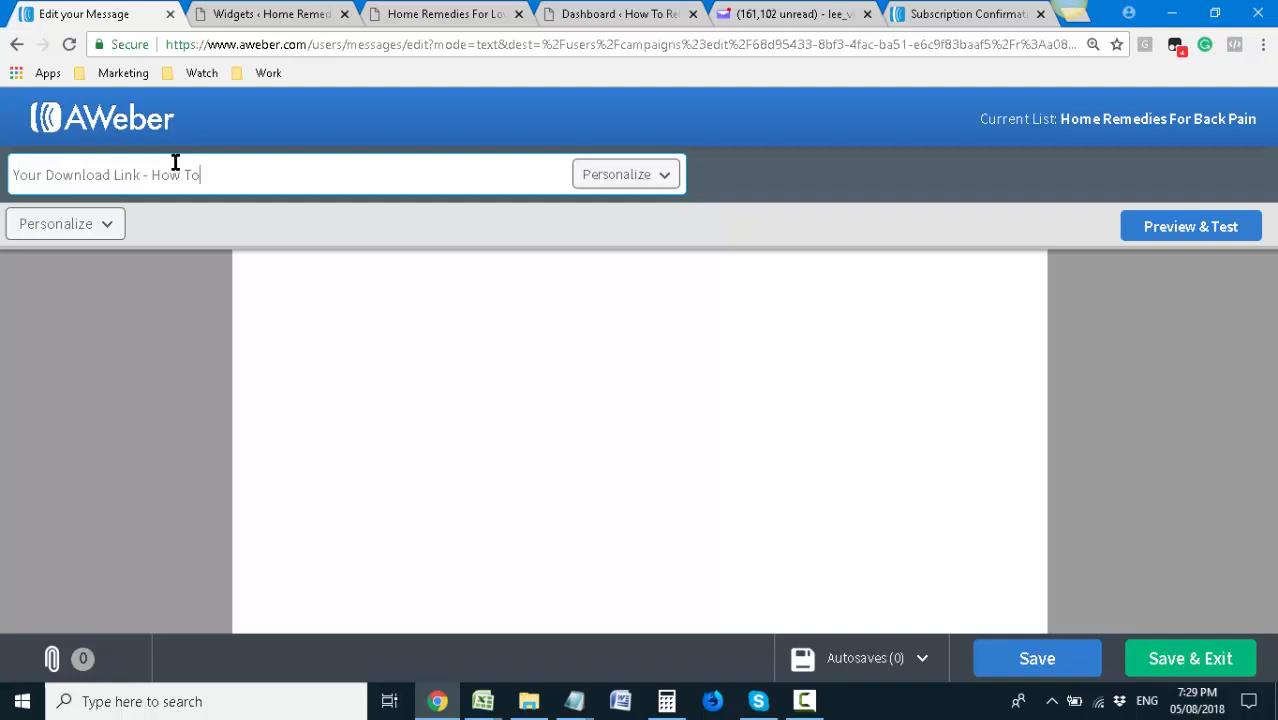 Edit your Message
Widgets ‹ Home Remed
Home Remedies For Lo
Dashboard ‹ How To Re
(161,102 unread) - lee_v
Subscription Confirmat
Secure
https://www.aweber.com/users/messages/edit?mode=text&dest=%2Fusers%2Fcampaigns%23edit%2F68d95433-8bf3-4fac-ba51-e6c9f83baaf5%2Fr%3Aa08...
Apps
Marketing
Watch
Work
AWeber
Current List: Home Remedies For Back Pain
Your Download Link - How To
Personalize
Personalize
Preview & Test
0
Autosaves (0)
Save
Save & Exit
Type here to search
ENG
7:29 PM
05/08/2018